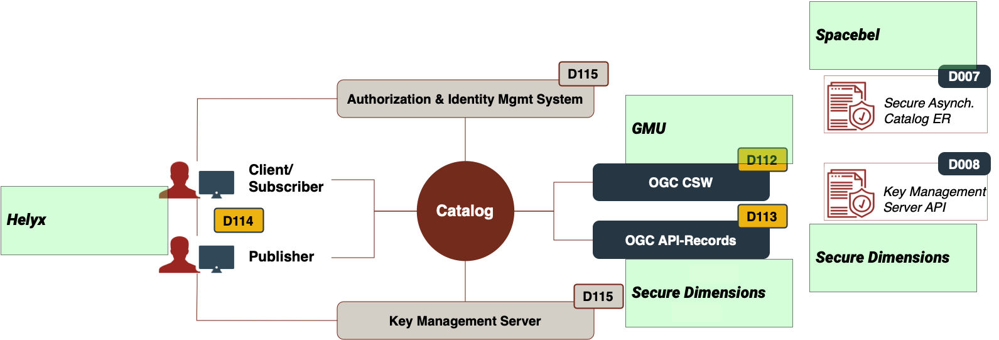 Spacebel
D007
Secure Asynch.
Catalog ER
D115
Authorization & Identity Mgmt System
GMU
D112
OGC CSW
D008
Key Management
Server API
Client/
Subscriber
Helyx
D114
Catalog
D113
OGC API-Records
Publisher
Secure Dimensions
Secure Dimensions
D115
Key Management Server